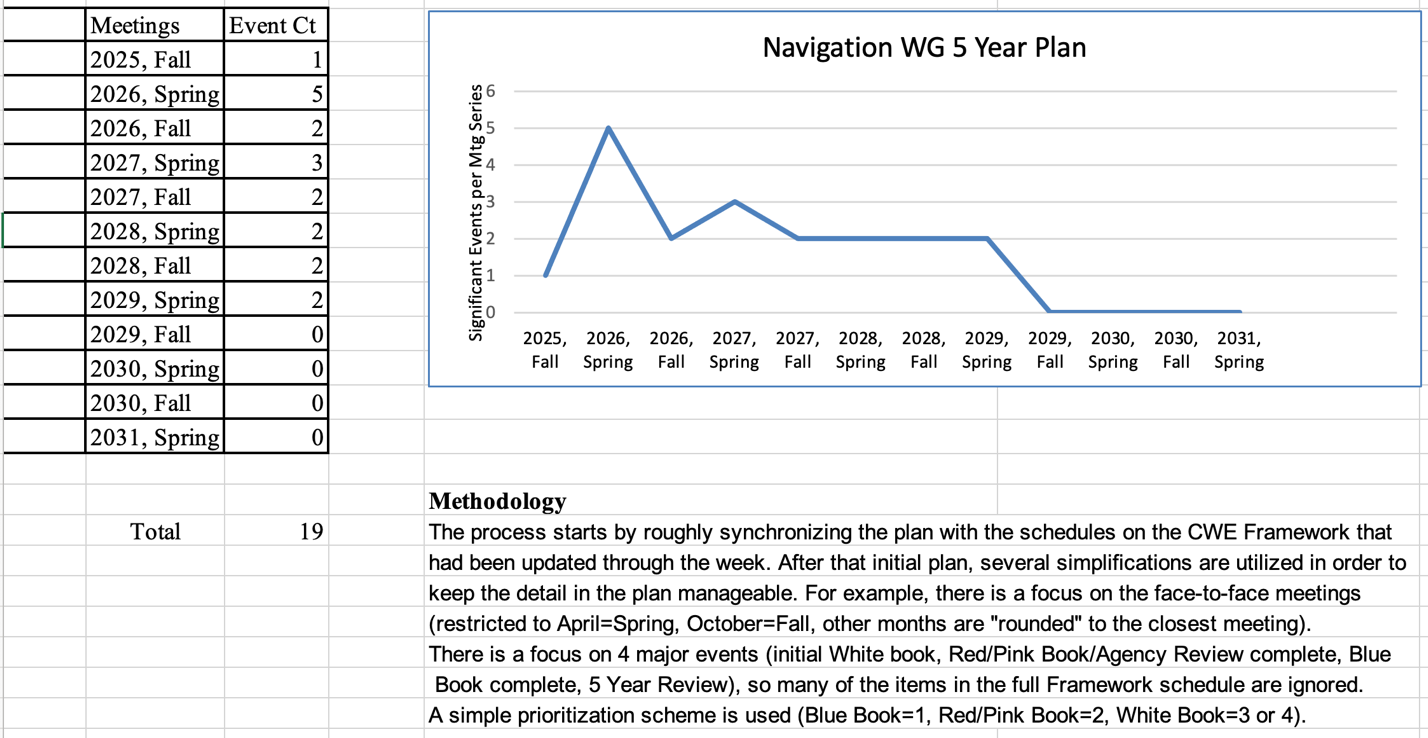 Meetings Event Ct
2025, Fall 1
2026, Spring 5
2026, Fall 2
2027, Spring 3
2027, Fall 2
2028, Spring 2
2028, Fall 2
2029, Spring 2
2029, Fall 0
2030, Spring 0
2030, Fall 0
2031, Spring 0
Total 19
Navigation WG 5 Year Plan
Significant Events per Mtg Series
6
5
4
3
2
1
0
2025, 2026, 2026, 2027, 2027, 2028, 2028, 2029, 2029, 2030, 2030, 2031,
Fall Spring Fall Spring Fall Spring Fall Spring Fall Spring Fall Spring
Methodology
The process starts by roughly synchronizing the plan with the schedules on the CWE Framework that
had been updated through the week. After that initial plan, several simplifications are utilized in order to
keep the detail in the plan manageable. For example, there is a focus on the face-to-face meetings
(restricted to April=Spring, October=Fall, other months are "rounded" to the closest meeting).
There is a focus on 4 major events (initial White book, Red/Pink Book/Agency Review complete, Blue
Book complete, 5 Year Review), so many of the items in the full Framework schedule are ignored.
A simple prioritization scheme is used (Blue Book=1, Red/Pink Book=2, White Book=3 or 4).